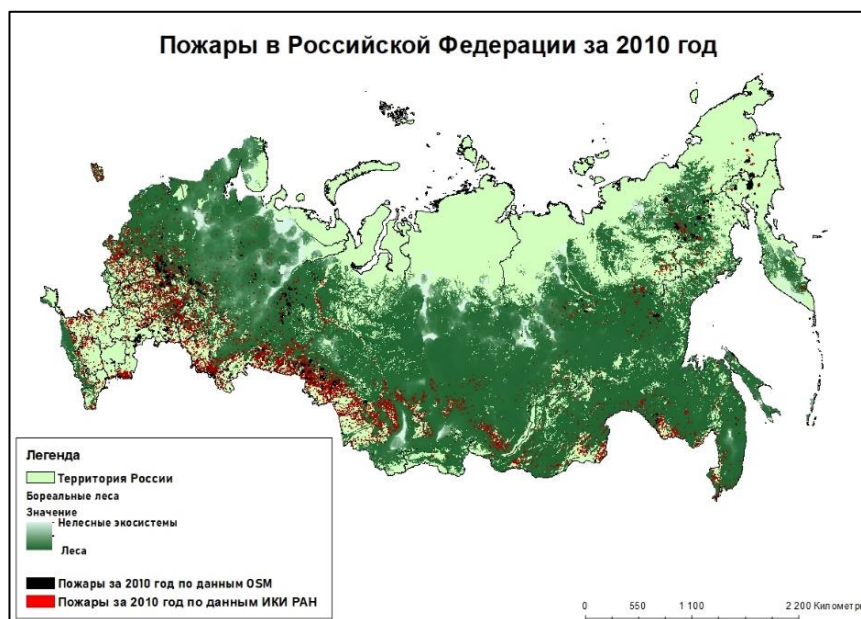 Пожары в Российской Федерации за 2010 год
Легенда
Территория России
Бореальные леса
Значение
Нелесные экосистемы
Леса
Пожары за 2010 год по данным OSM
Пожары за 2010 год по данным ИКИ РАН
0 550 1 100 2 200 Километры